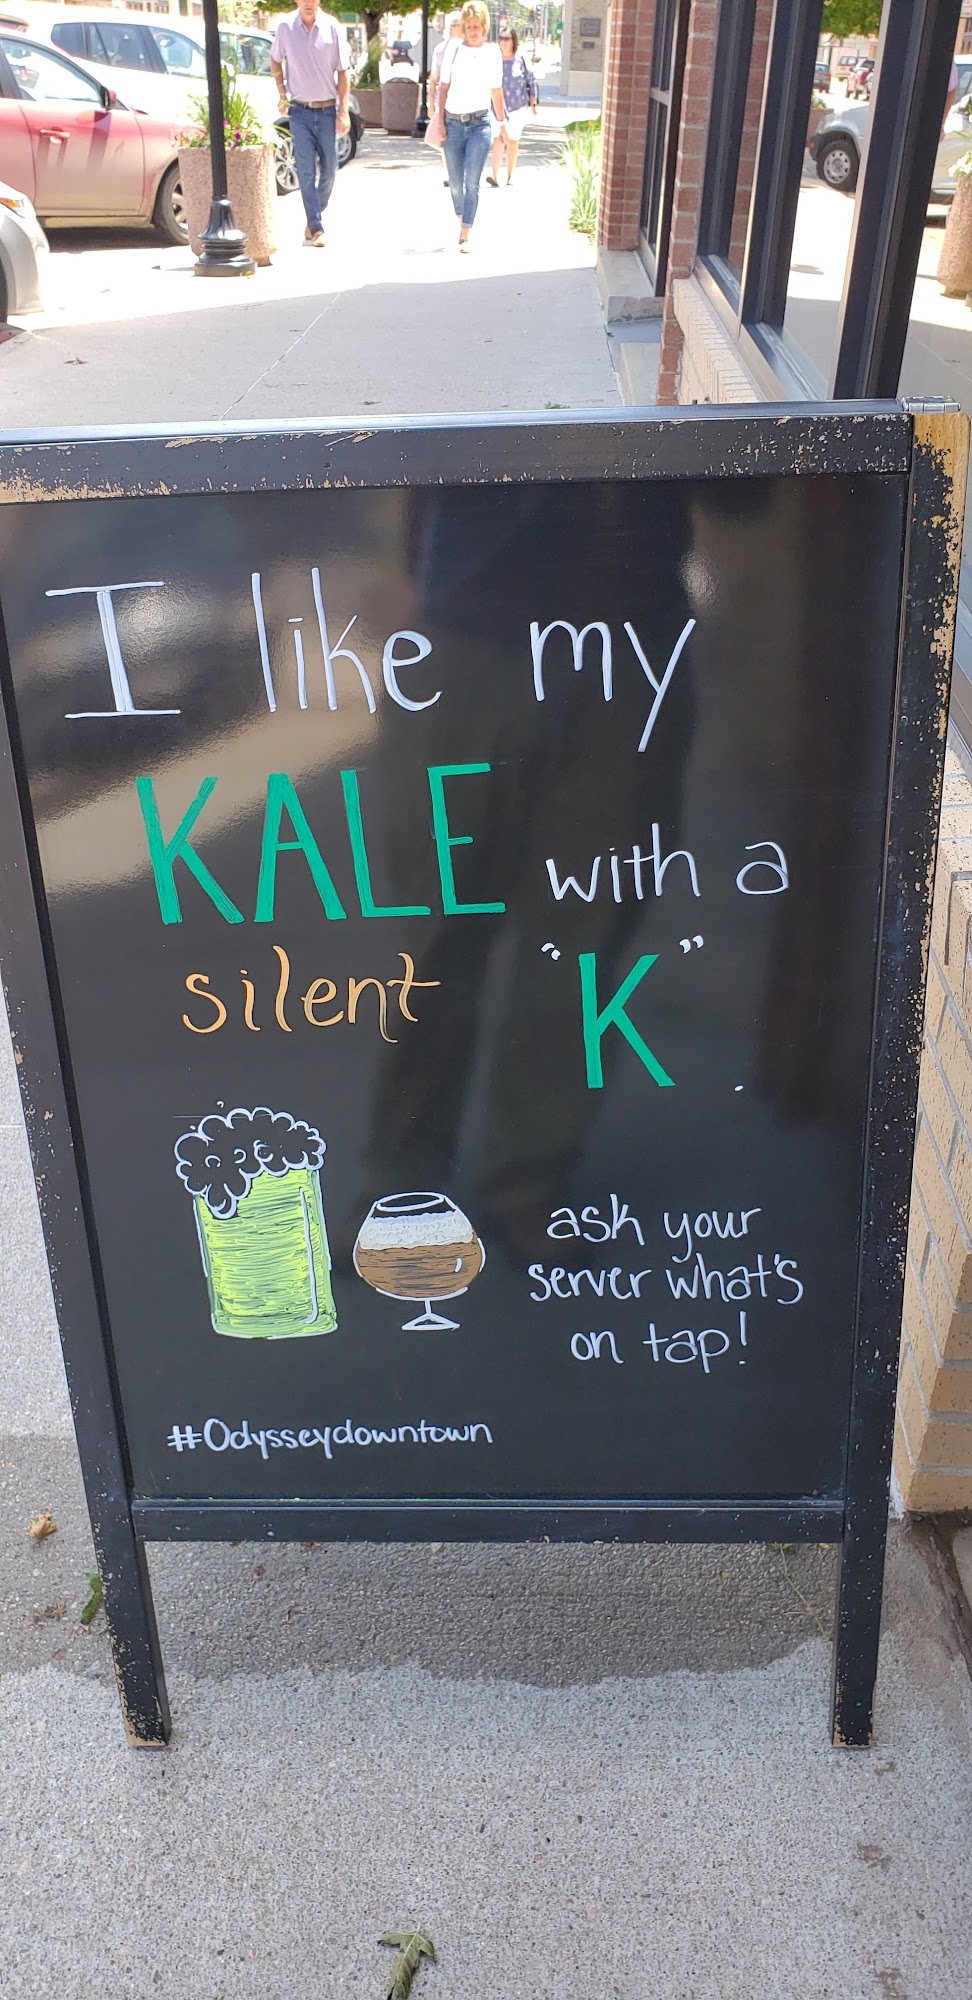 I like my
KALE with a
silent "K".
ask your
server what's
on tap!
#Odysseydowntown